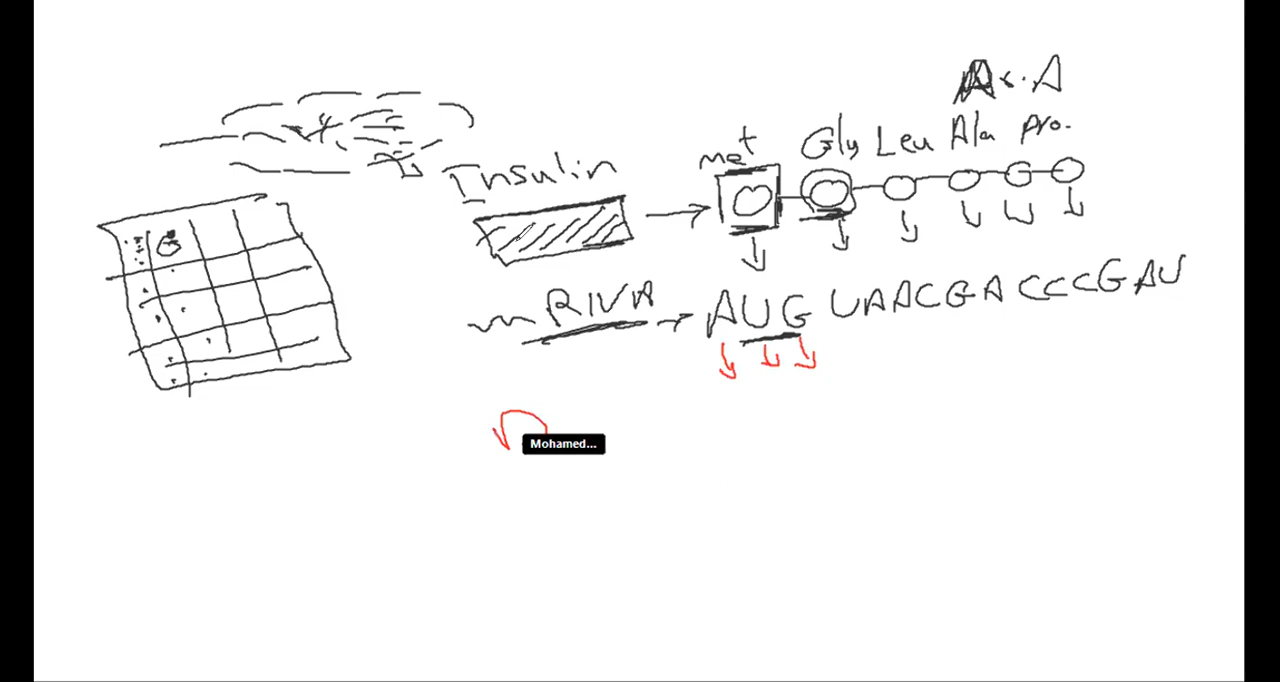 A.A
Insulin
met Gly Leu Ala pro.
mRNA → AUG UAACGA CCCGAU
Mohamed...